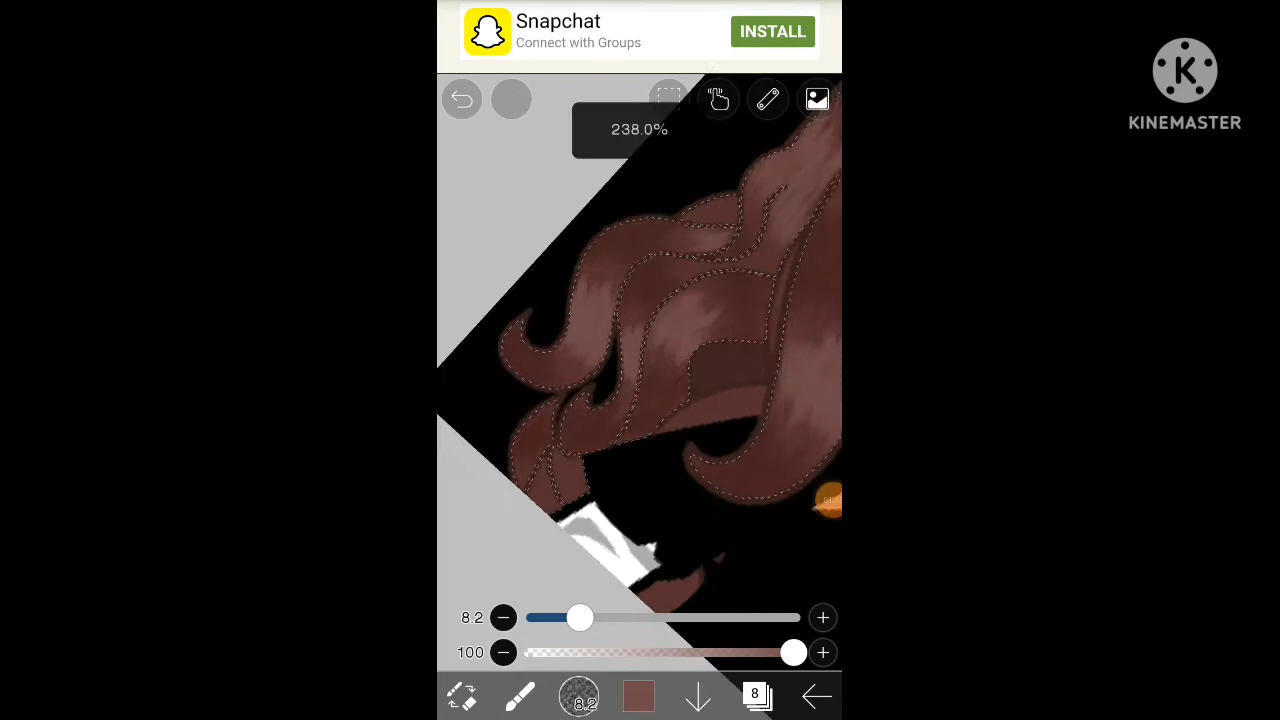 Snapchat
Connect with Groups
INSTALL
238.0%
KINEMASTER
8.2
100
8.2
8